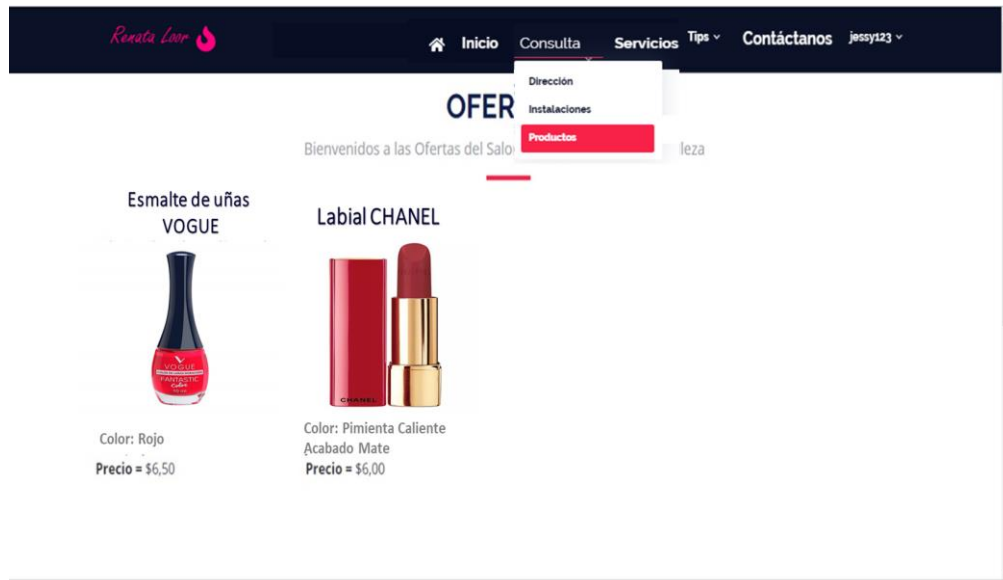 Renata Loor
Inicio Consulta Servicios Tips Contáctanos jessy123
Dirección
Instalaciones
Productos
OFER
Bienvenidos a las Ofertas del Salo leza
Esmalte de uñas
VOGUE
Labial CHANEL
VOGUE
FANTASTIC
Color
CHANEL
Color: Rojo
Precio = $6,50
Color: Pimienta Caliente
Acabado Mate
Precio = $6,00